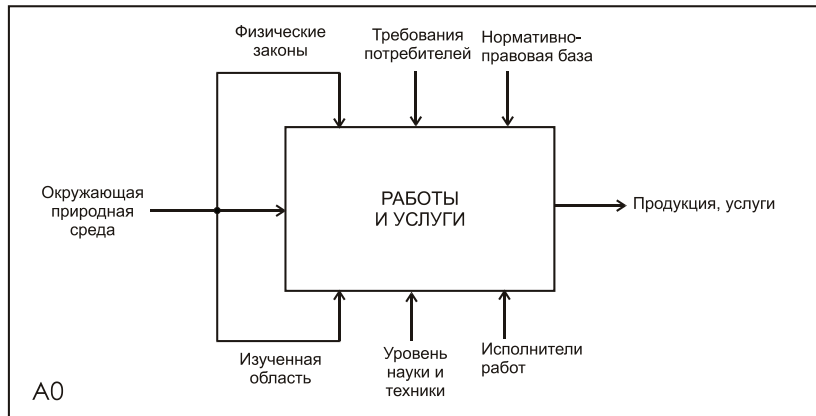 Физические
законы
Требования
потребителей
Нормативно-
правовая база
Окружающая
природная
среда
РАБОТЫ
И УСЛУГИ
Продукция, услуги
Изученная
область
Уровень
науки и
техники
Исполнители
работ
А0